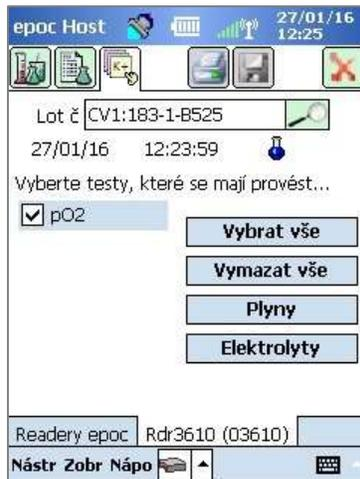 epoc Host 27/01/16
12:25
K+
Lot č CV1:183-1-B525
27/01/16 12:23:59
Vyberte testy, které se mají provést...
pO2
Vybrat vše
Vymazat vše
Plyny
Elektrolyty
Readery epoc Rdr3610 (03610)
Nástr Zobr Nápo